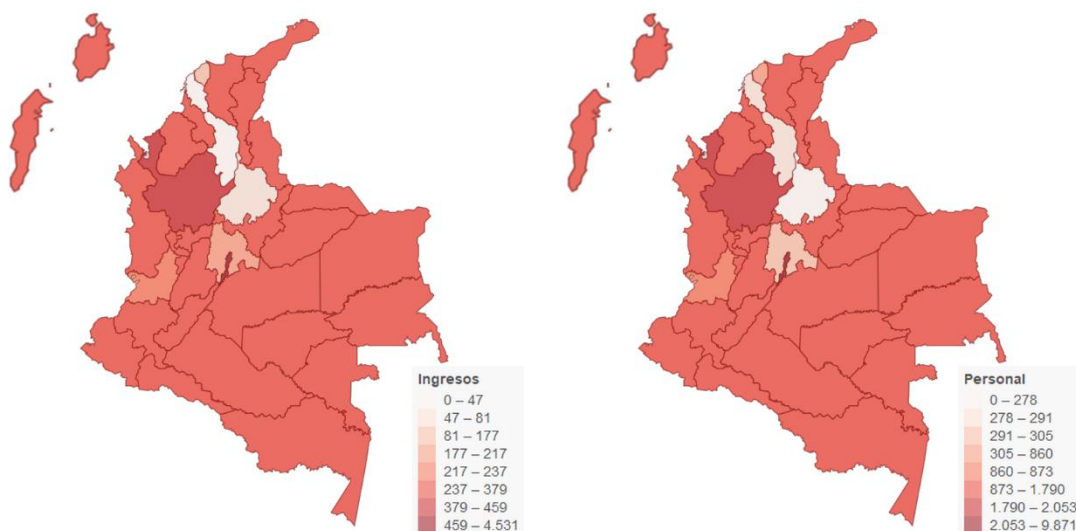 Ingresos
0 – 47
47 – 81
81 – 177
177 – 217
217 – 237
237 – 379
379 – 459
459 – 4.531
Personal
0 – 278
278 – 291
291 – 305
305 – 860
860 – 873
873 – 1.790
1.790 – 2.053
2.053 – 9.871